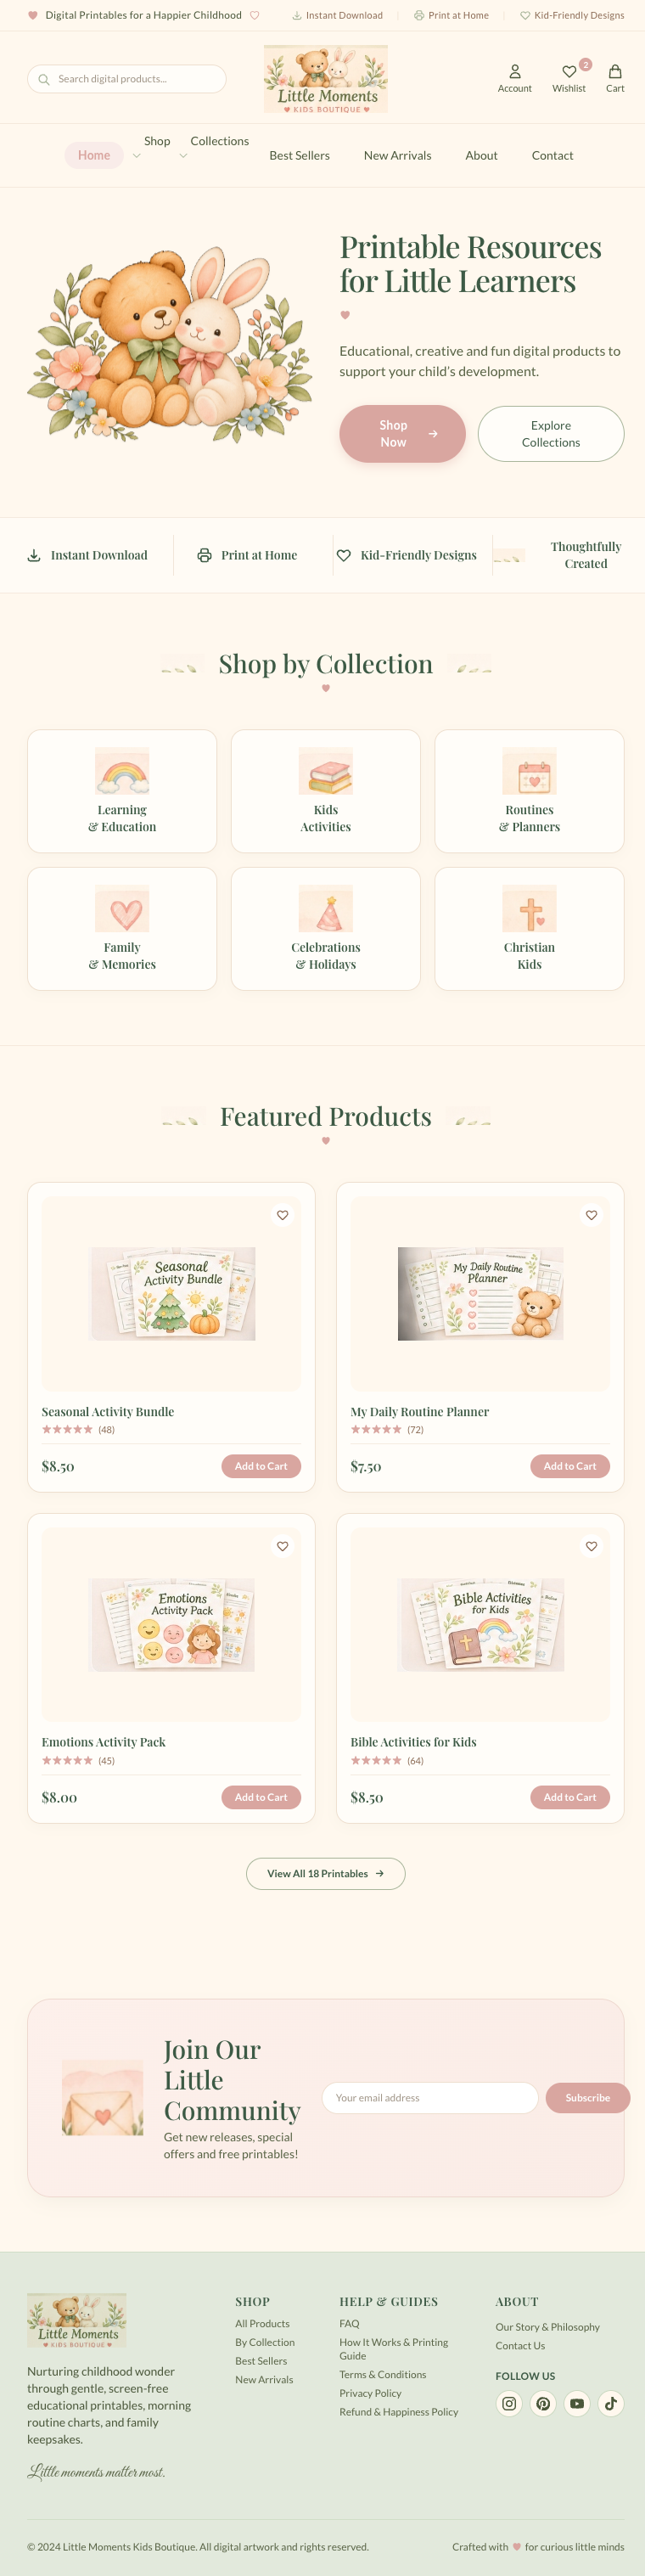 Digital Printables for a Happier Childhood
Instant Download
Print at Home
Kid-Friendly Designs
Search digital products...
Little Moments
KIDS BOUTIQUE
Account
2
Wishlist
Cart
Home
Shop
Collections
Best Sellers
New Arrivals
About
Contact
Printable Resources
for Little Learners
Educational, creative and fun digital products to
support your child's development.
Shop
Now
Explore
Collections
Instant Download
Print at Home
Kid-Friendly Designs
Thoughtfully
Created
Shop by Collection
Learning
& Education
Kids
Activities
Routines
& Planners
Family
& Memories
Celebrations
& Holidays
Christian
Kids
Featured Products
Seasonal
Activity Bundle
Seasonal Activity Bundle
(48)
$8.50
Add to Cart
My Daily Routine
Planner
My Daily Routine Planner
(72)
$7.50
Add to Cart
Emotions
Activity Pack
Emotions Activity Pack
(45)
$8.00
Add to Cart
Bible Activities
for Kids
Bible Activities for Kids
(64)
$8.50
Add to Cart
View All 18 Printables
Join Our
Little
Community
Get new releases, special
offers and free printables!
Your email address
Subscribe
Little Moments
KIDS BOUTIQUE
Nurturing childhood wonder
through gentle, screen-free
educational printables, morning
routine charts, and family
keepsakes.
Little moments matter most.
SHOP
All Products
By Collection
Best Sellers
New Arrivals
HELP & GUIDES
FAQ
How It Works & Printing
Guide
Terms & Conditions
Privacy Policy
Refund & Happiness Policy
ABOUT
Our Story & Philosophy
Contact Us
FOLLOW US
© 2024 Little Moments Kids Boutique. All digital artwork and rights reserved.
Crafted with
for curious little minds